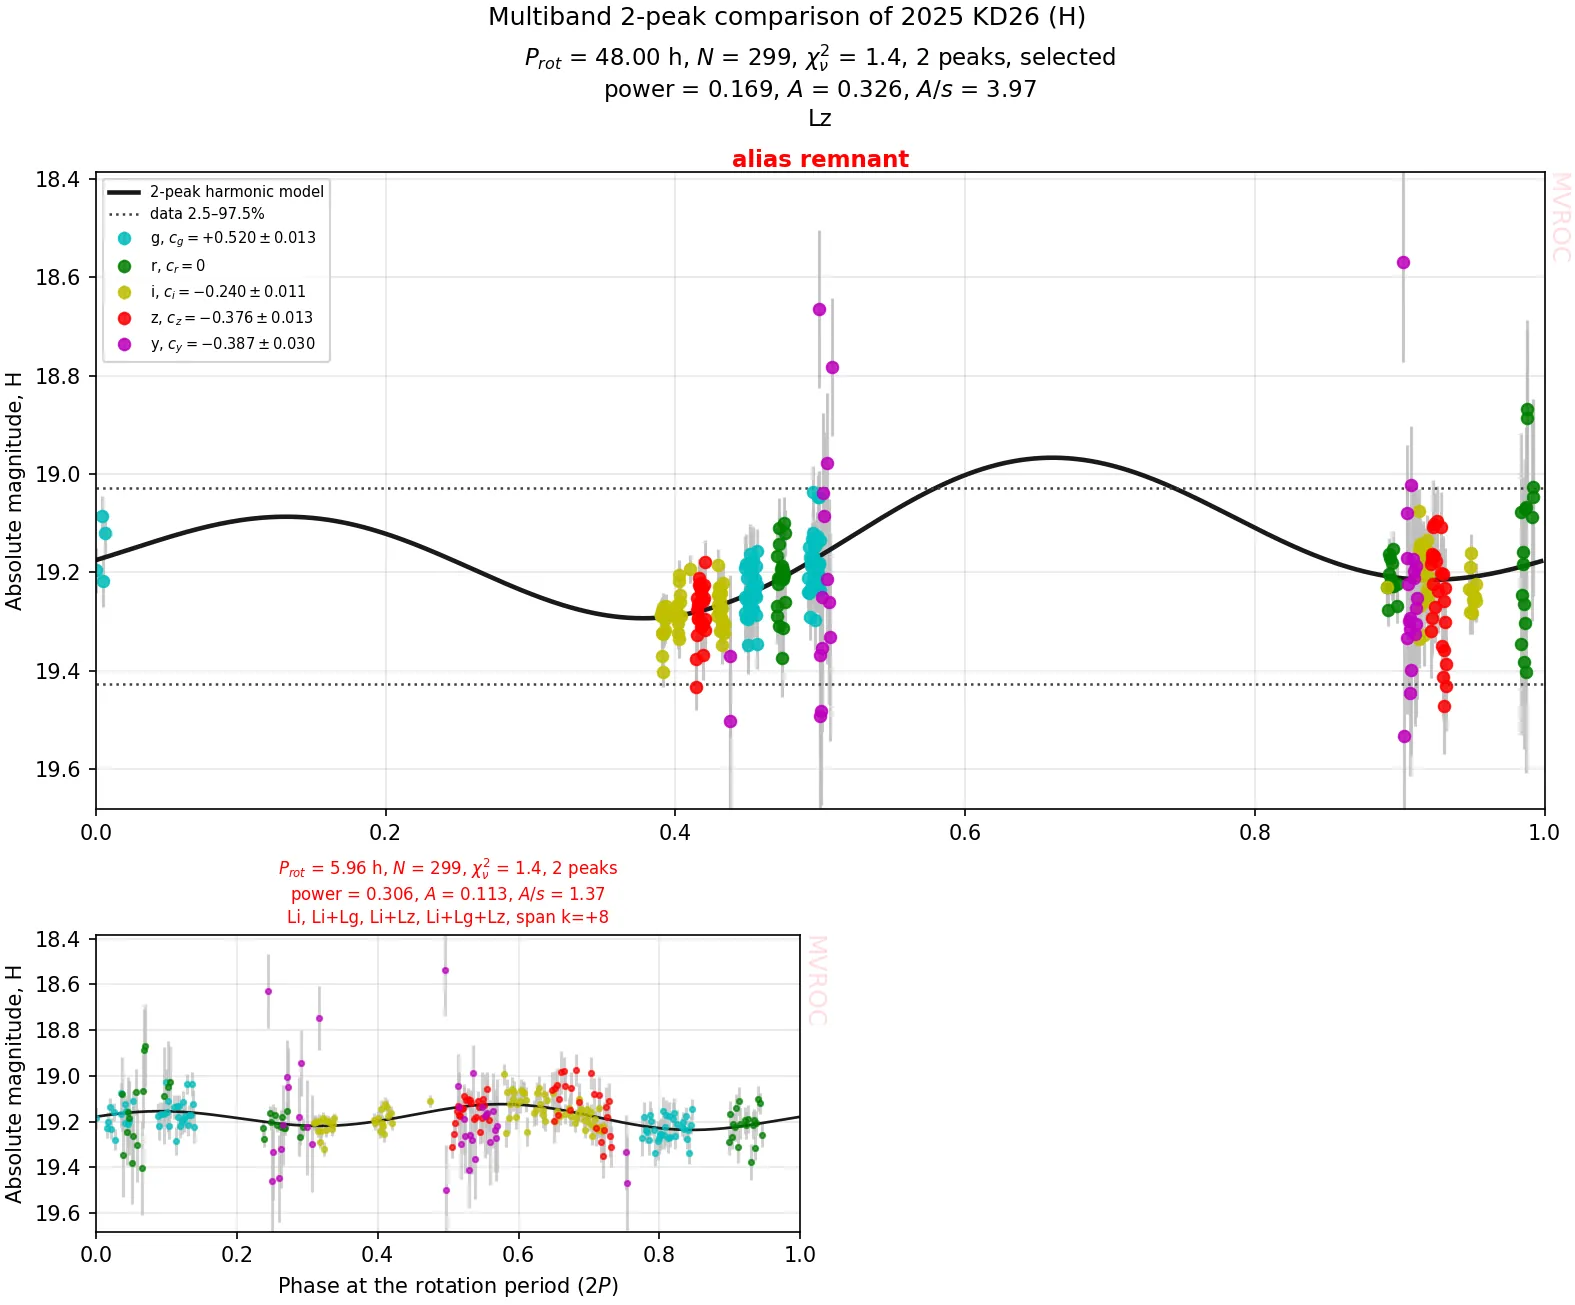 Multiband 2-peak comparison of 2025 KD26 (H)
P_rot = 48.00 h, N = 299, χ²_ν = 1.4, 2 peaks, selected
power = 0.169, A = 0.326, A/s = 3.97
Lz
alias remnant
18.4
18.6
18.8
19.0
19.2
19.4
19.6
Absolute magnitude, H
2-peak harmonic model
data 2.5–97.5%
g, c_g = +0.520 ± 0.013
r, c_r = 0
i, c_i = −0.240 ± 0.011
z, c_z = −0.376 ± 0.013
y, c_y = −0.387 ± 0.030
MVROC
0.0 0.2 0.4 0.6 0.8 1.0
P_rot = 5.96 h, N = 299, χ²_ν = 1.4, 2 peaks
power = 0.306, A = 0.113, A/s = 1.37
Li, Li+Lg, Li+Lz, Li+Lg+Lz, span k=+8
18.4
18.6
18.8
19.0
19.2
19.4
19.6
Absolute magnitude, H
MVROC
0.0 0.2 0.4 0.6 0.8 1.0
Phase at the rotation period (2P)